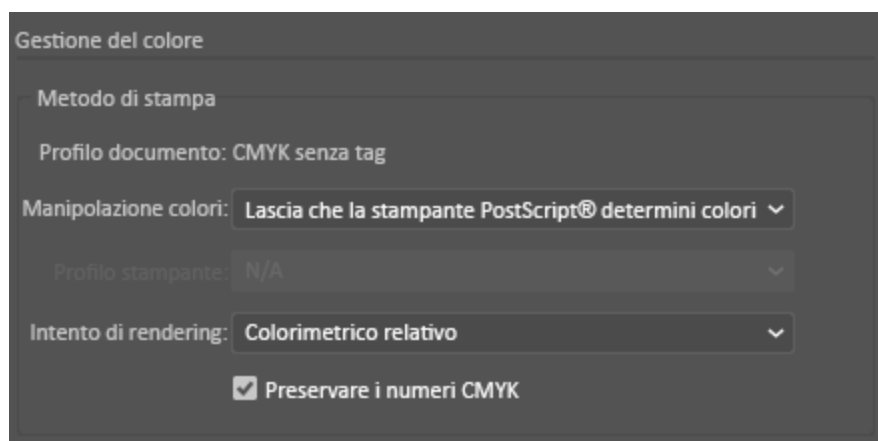 Gestione del colore
Metodo di stampa
Profilo documento: CMYK senza tag
Manipolazione colori: Lascia che la stampante PostScript® determini colori
Profilo stampante: N/A
Intento di rendering: Colorimetrico relativo
Preservare i numeri CMYK